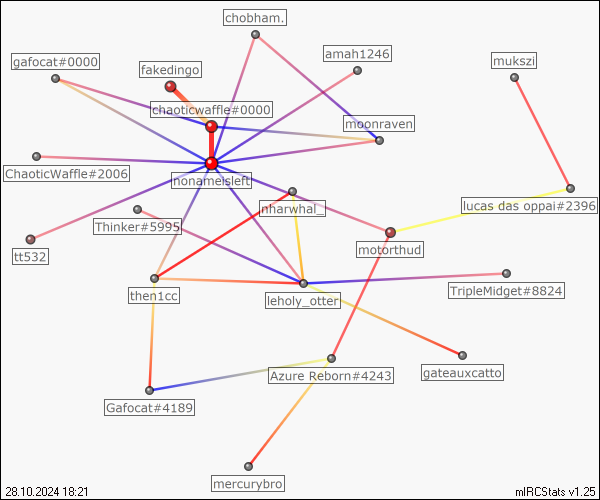 chobham.
amah1246
gafocat#0000
mukszi
fakedingo
chaoticwaffle#0000
moonraven
ChaoticWaffle#2006
nonameisleft
nharwhal_
lucas das oppai#2396
Thinker#5995
motorthud
tt532
then1cc
leholy_otter
TripleMidget#8824
Azure Reborn#4243
gateauxcatto
Gafocat#4189
mercurybro
28.10.2024 18:21
mIRCStats v1.25